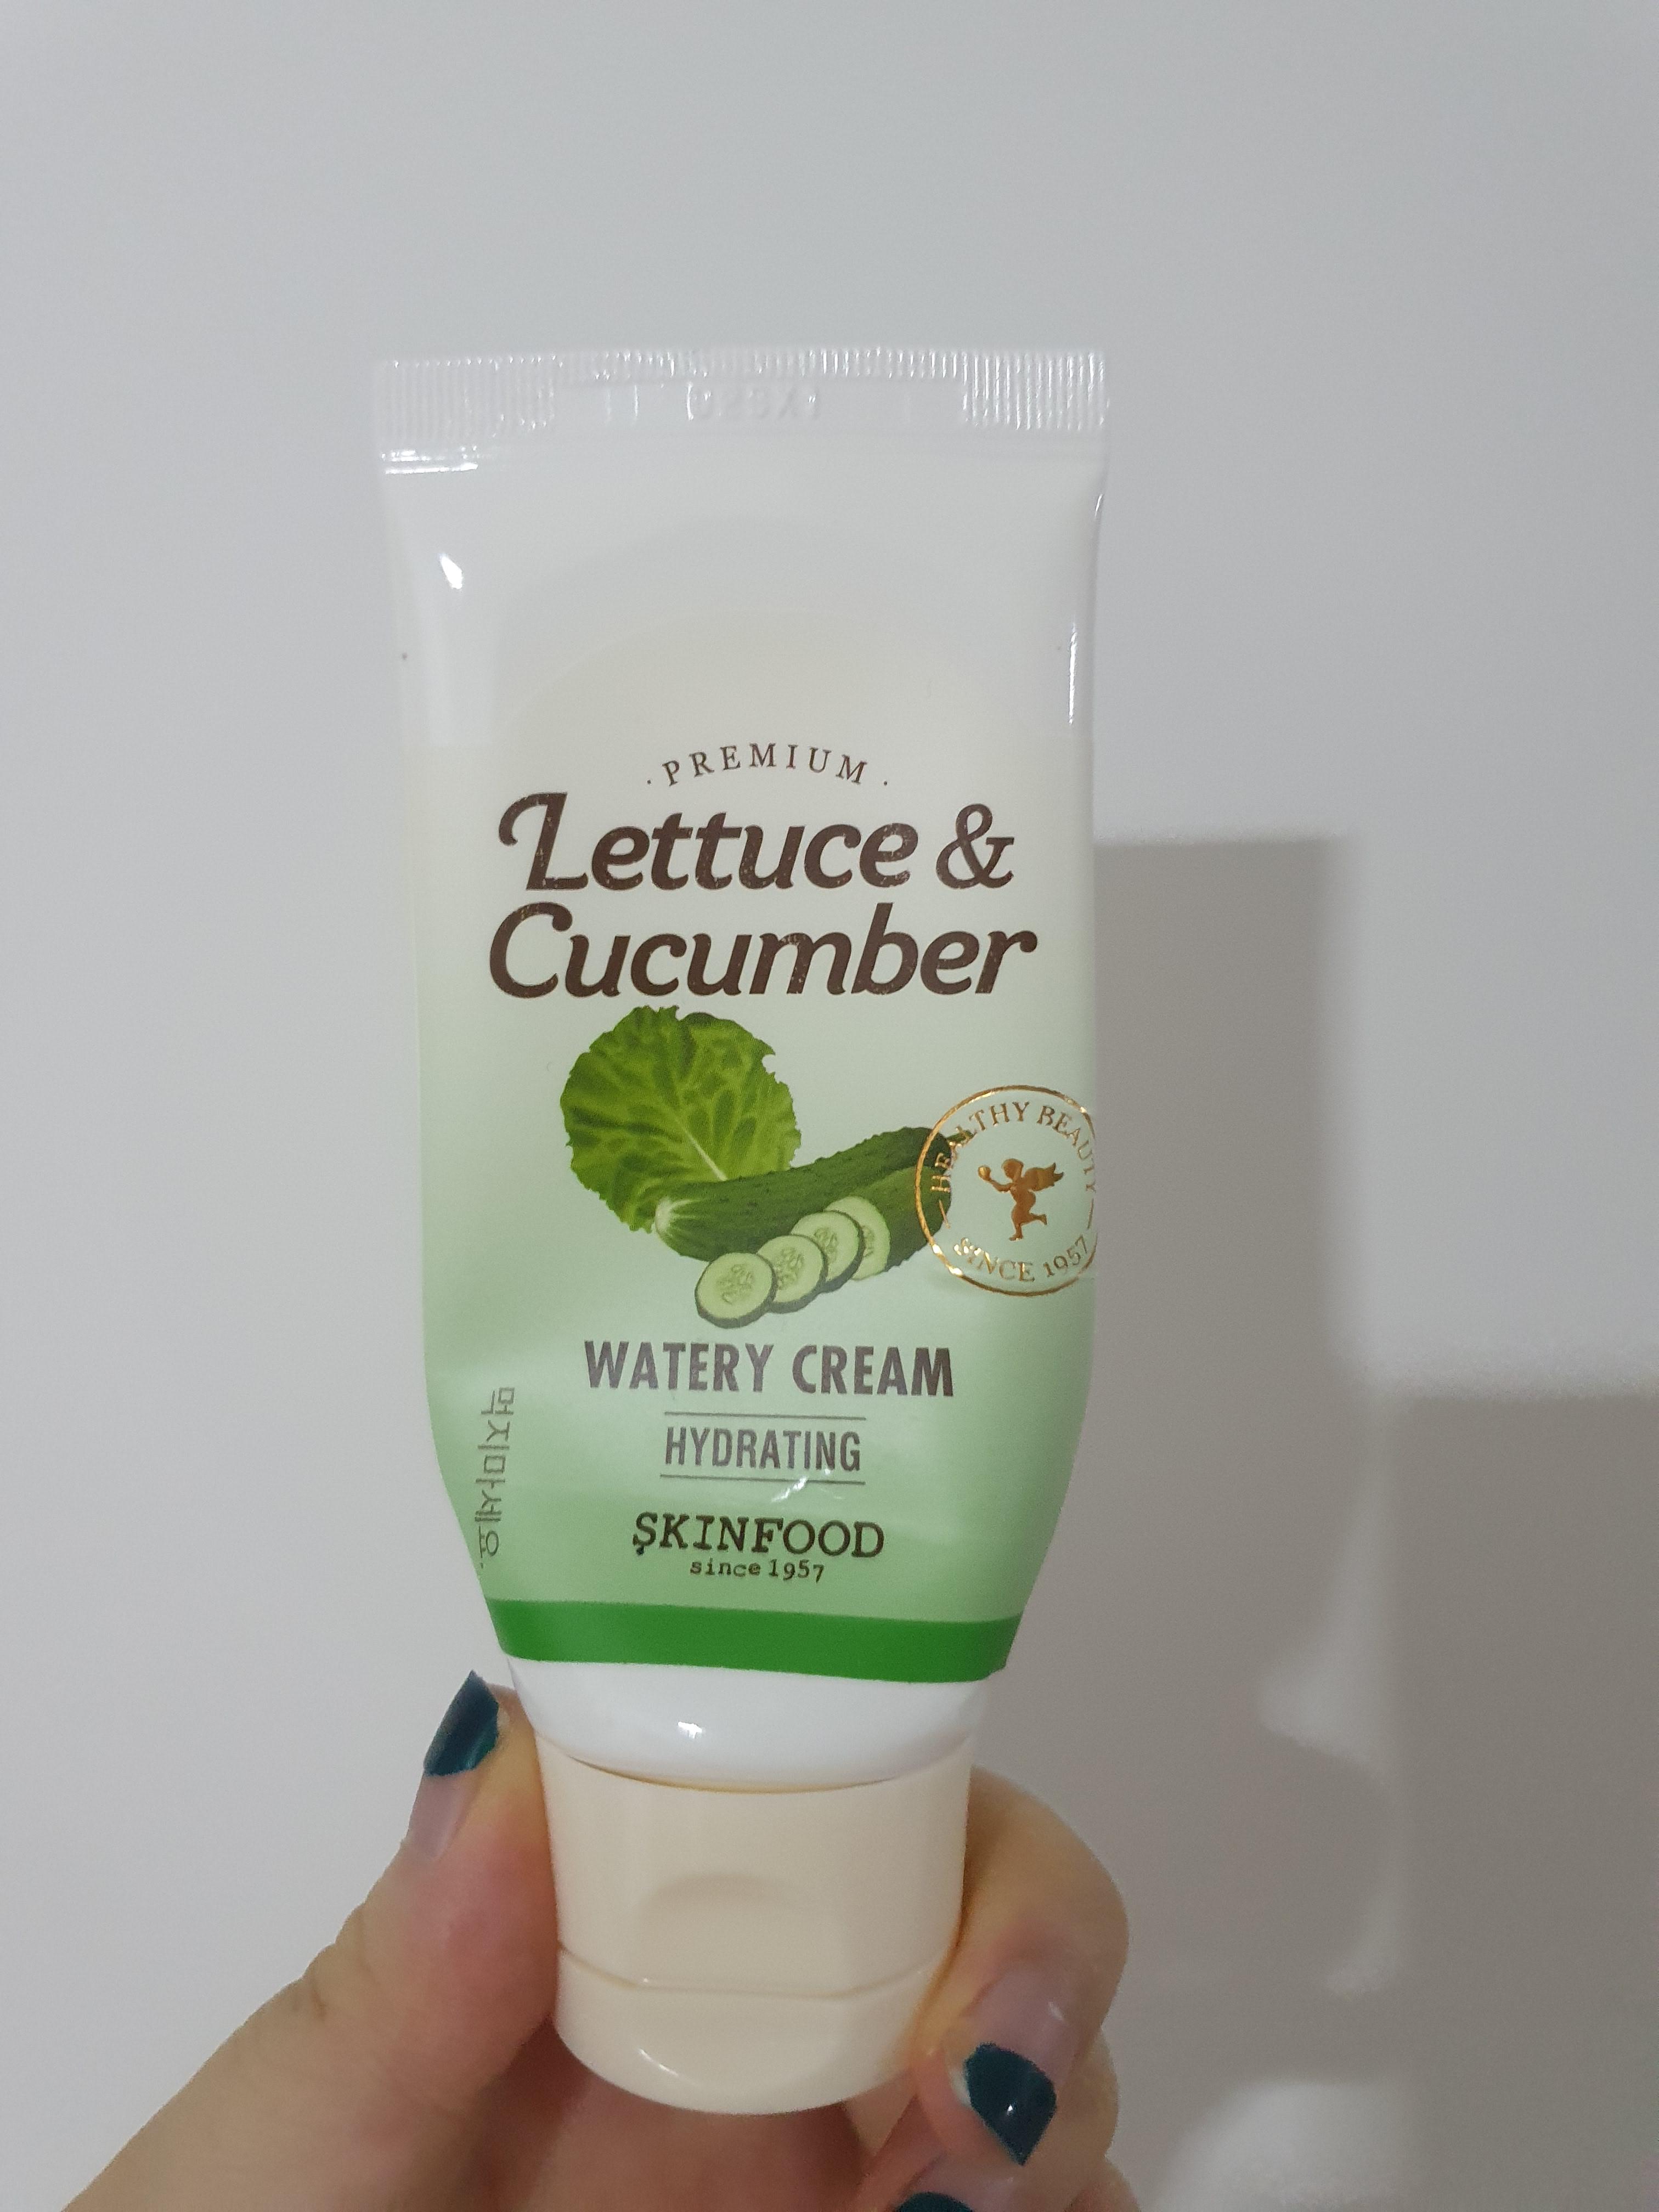 · PREMIUM ·
Lettuce &
Cucumber
HEALTHY BEAUTY
SINCE 1957
WATERY CREAM
HYDRATING
SKINFOOD
since 1957